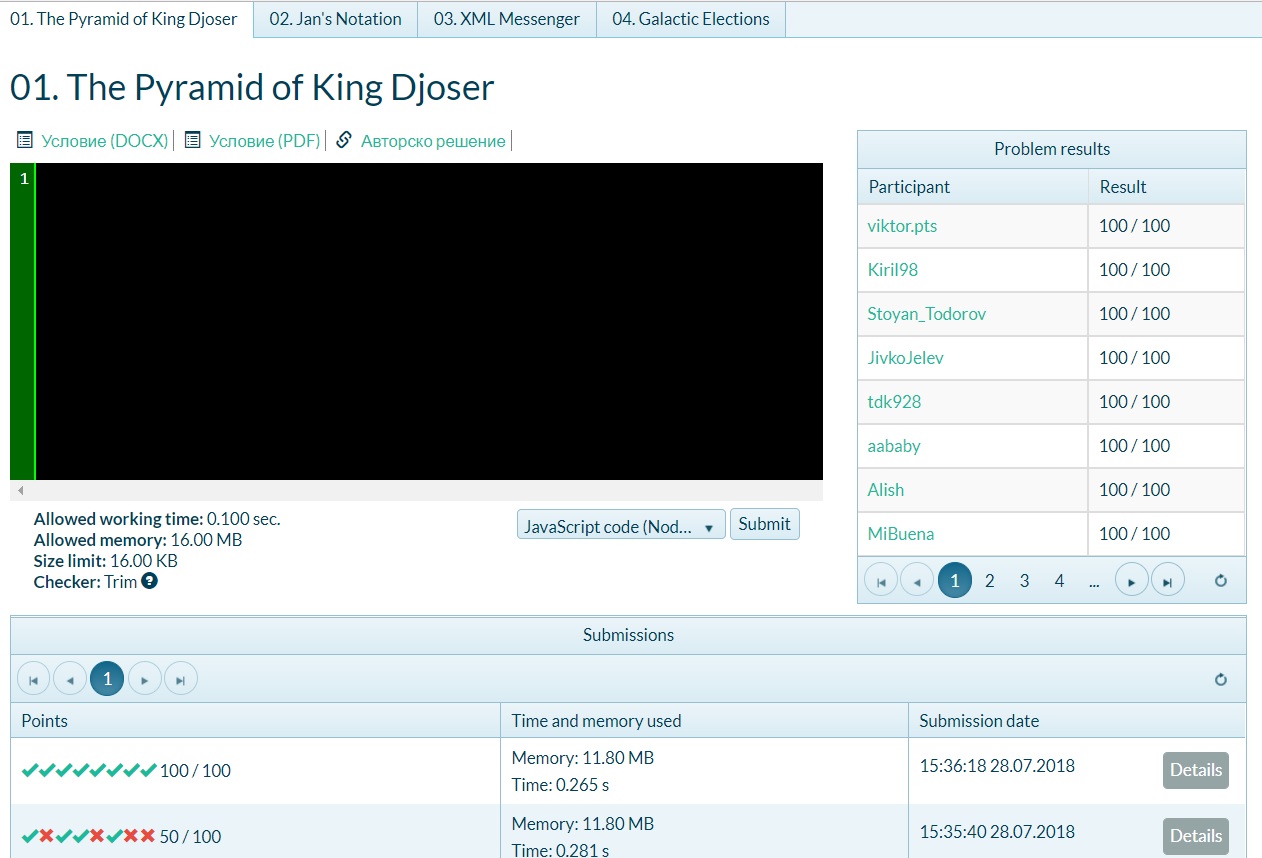 01. The Pyramid of King Djoser
02. Jan's Notation
03. XML Messenger
04. Galactic Elections
01. The Pyramid of King Djoser
Условие (DOCX)
Условие (PDF)
Авторско решение
1
Allowed working time: 0.100 sec.
Allowed memory: 16.00 MB
Size limit: 16.00 KB
Checker: Trim ?
JavaScript code (Nod...
Submit
Problem results
Participant Result
viktor.pts 100 / 100
Kiril98 100 / 100
Stoyan_Todorov 100 / 100
JivkoJelev 100 / 100
tdk928 100 / 100
aababy 100 / 100
Alish 100 / 100
MiBuena 100 / 100
1 2 3 4 ...
Submissions
1
Points Time and memory used Submission date
100 / 100
Memory: 11.80 MB
Time: 0.265 s
15:36:18 28.07.2018
Details
50 / 100
Memory: 11.80 MB
Time: 0.281 s
15:35:40 28.07.2018
Details